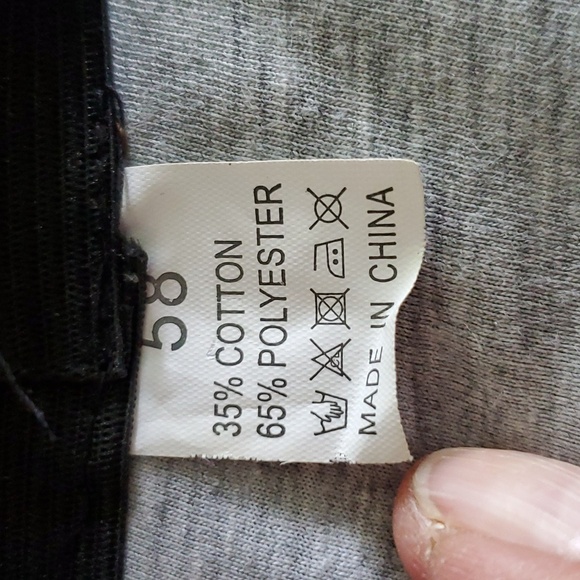 58
35% COTTON
65% POLYESTER
MADE IN CHINA